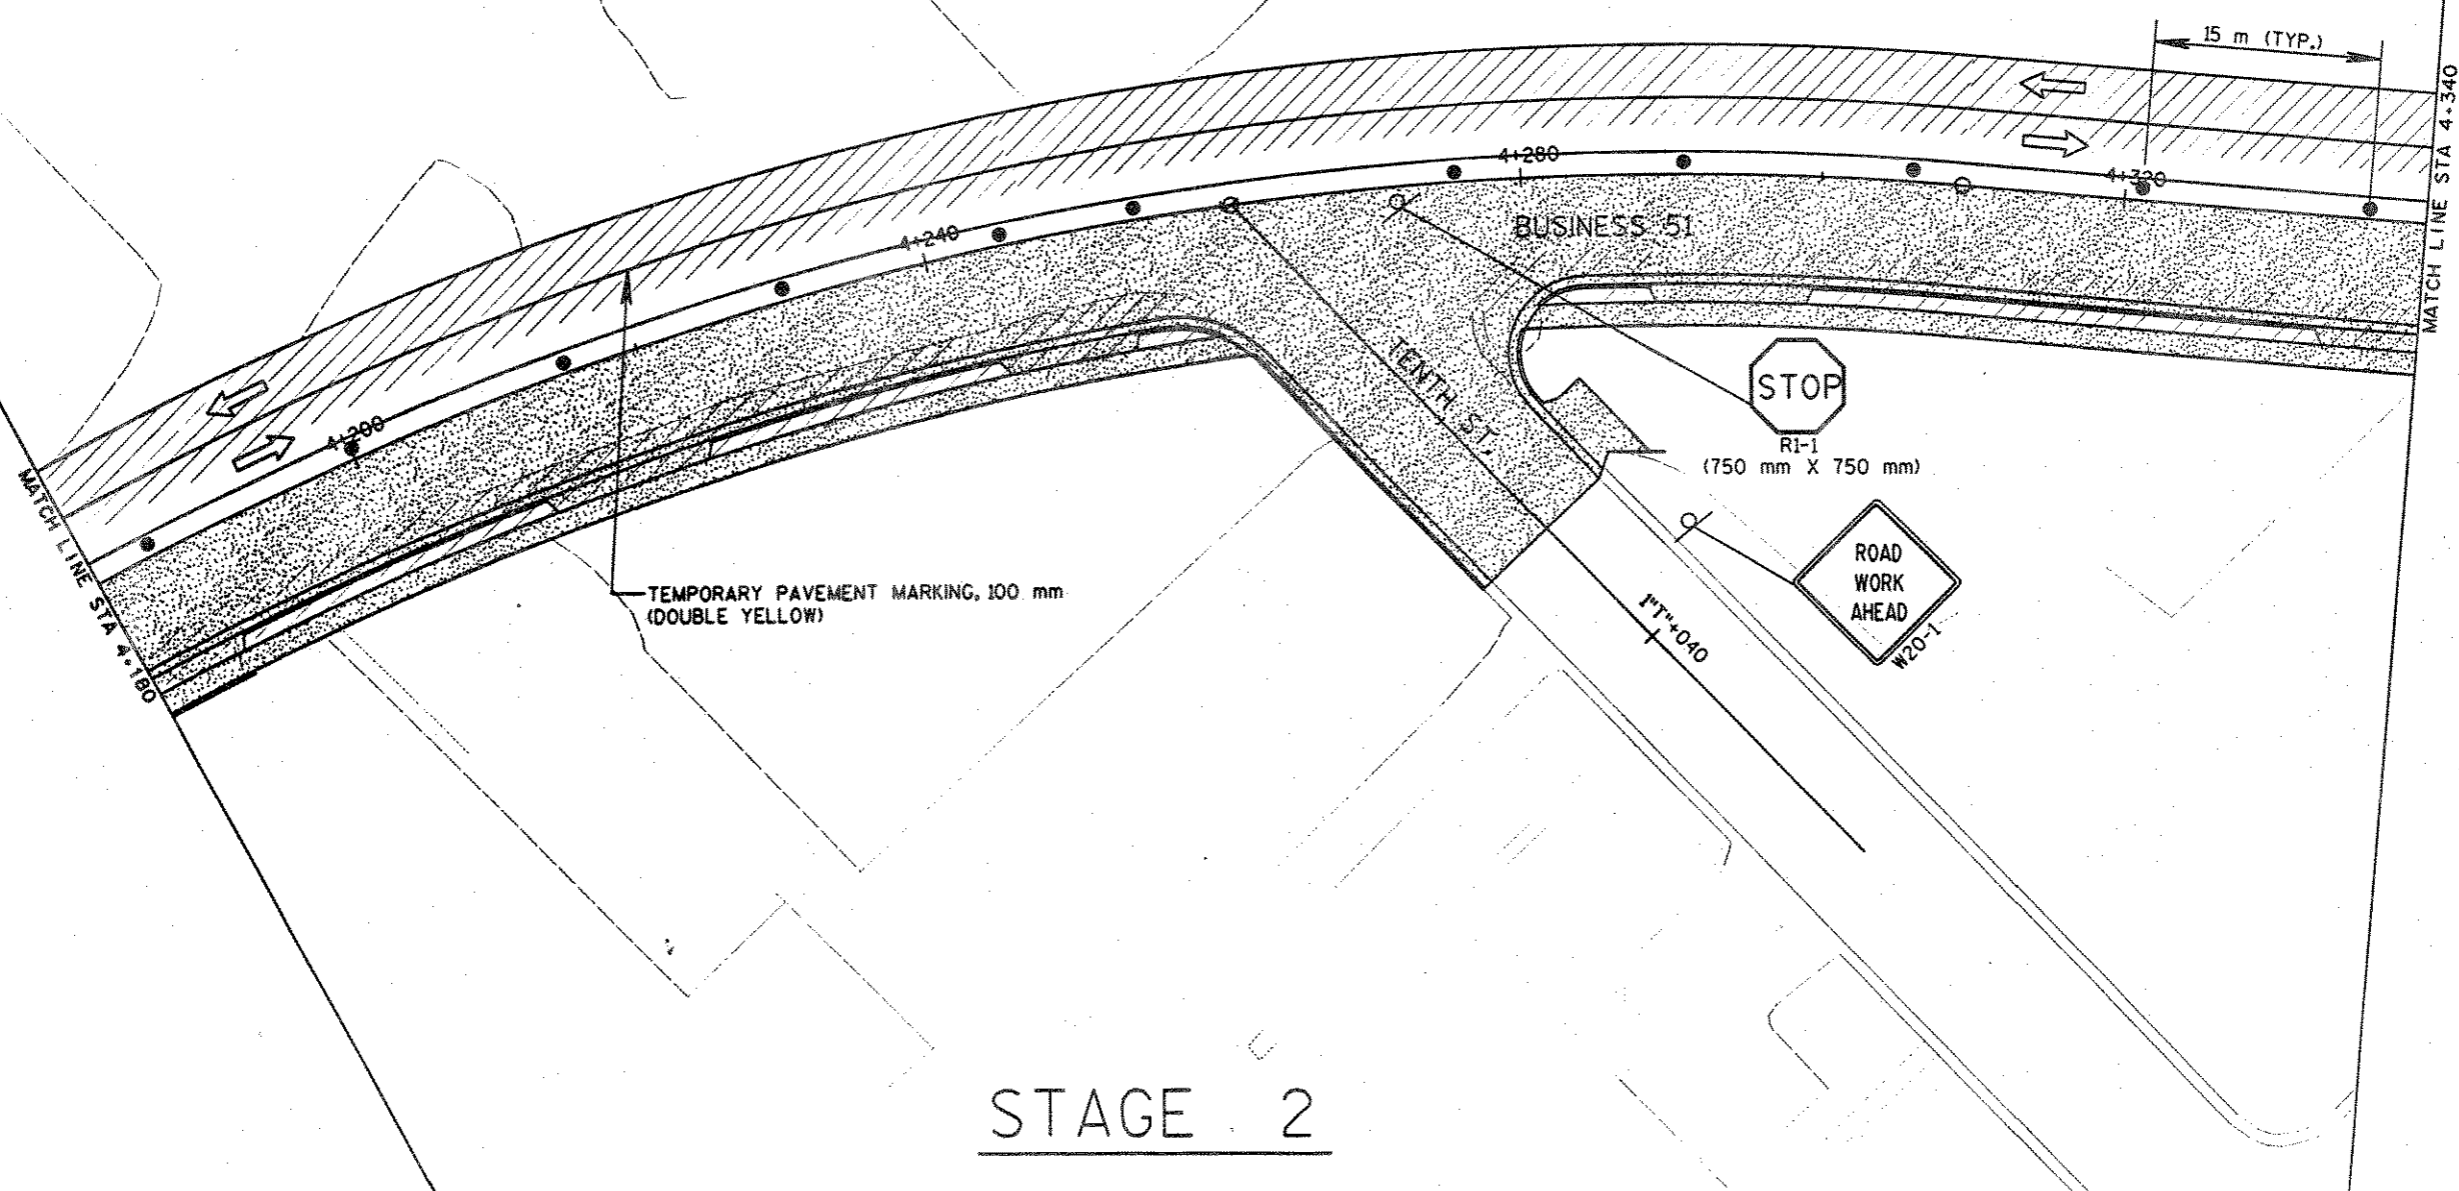 15 m (TYP.)
MATCH LINE STA 4+340
4+280
4+320
BUSINESS 51
4+240
4+200
TENTH ST.
STOP
R1-1
(750 mm X 750 mm)
MATCH LINE STA 4+180
ROAD
WORK
AHEAD
W20-1
TEMPORARY PAVEMENT MARKING, 100 mm
(DOUBLE YELLOW)
1"T"+040
STAGE 2